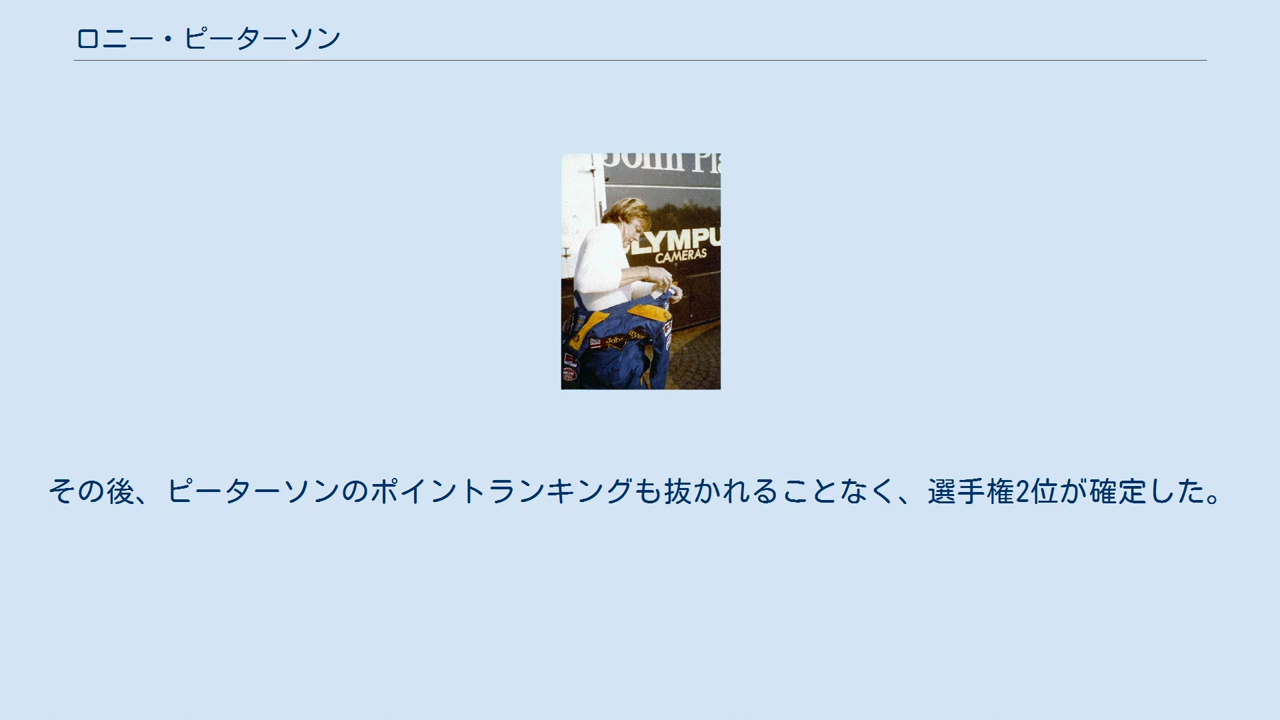 ロニー・ピーターソン
John Pla
OLYMPU
CAMERAS
その後、ピーターソンのポイントランキングも抜かれることなく、選手権2位が確定した。